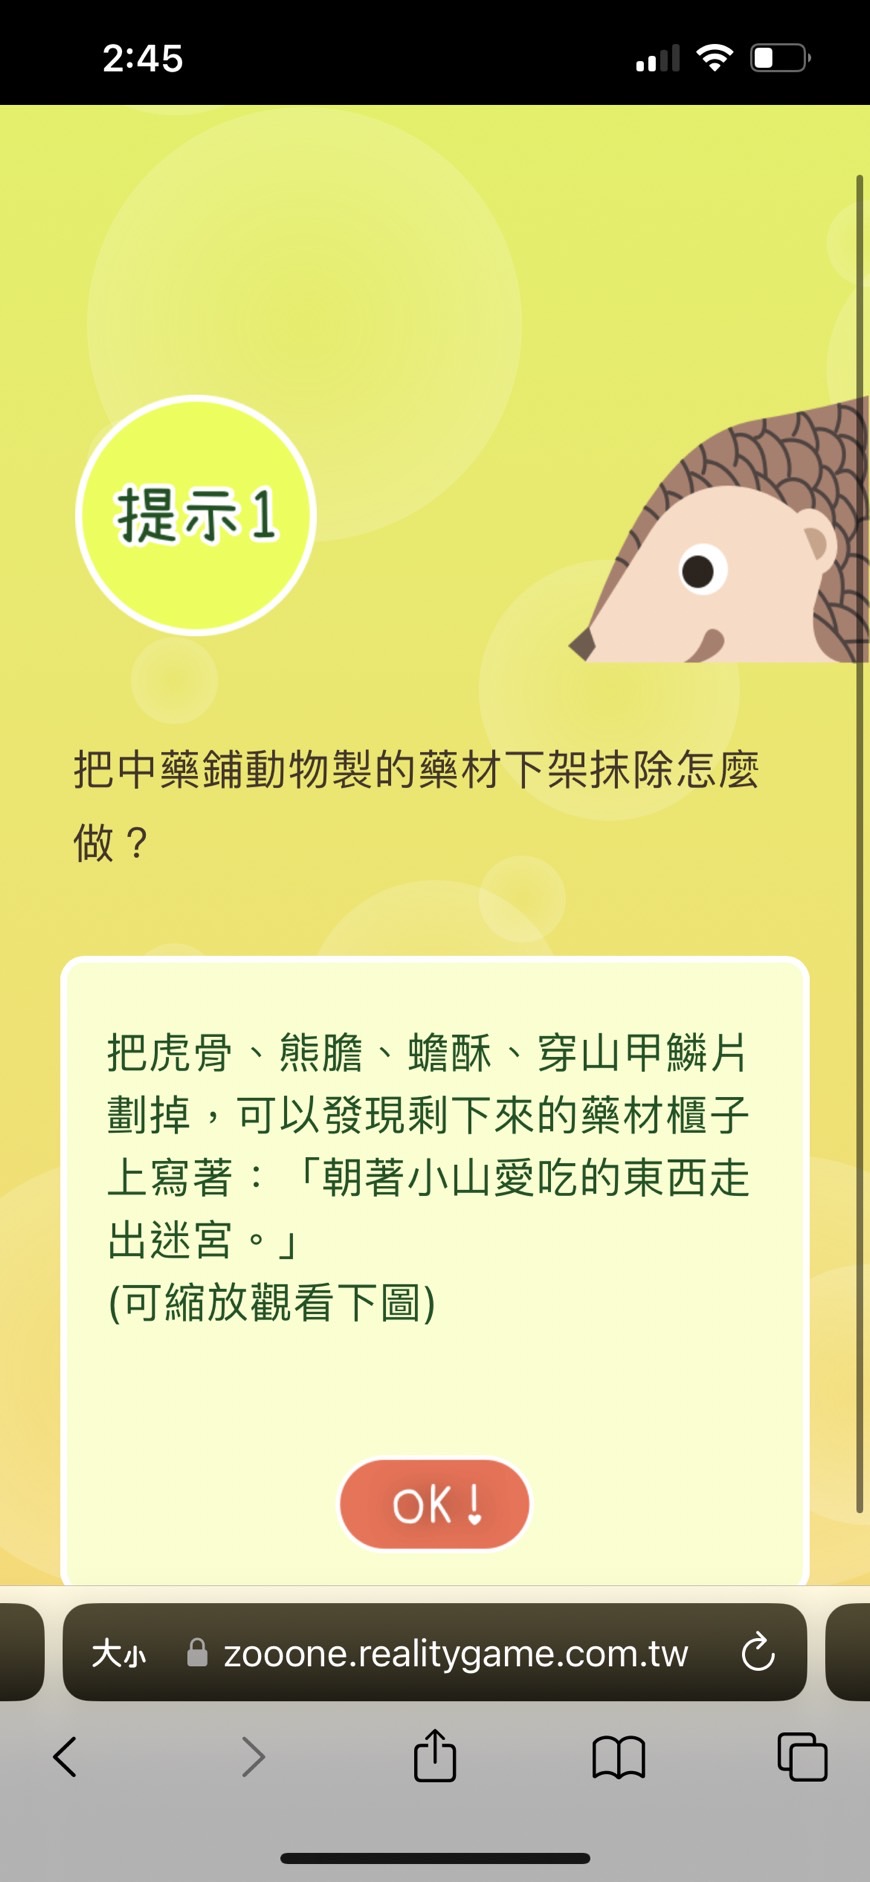 2:45
提示1
把中藥鋪動物製的藥材下架抹除怎麼
做？
把虎骨、熊膽、蟾酥、穿山甲鱗片
劃掉，可以發現剩下來的藥材櫃子
上寫著：「朝著小山愛吃的東西走
出迷宮。」
(可縮放觀看下圖)
OK!
大小 zooone.realitygame.com.tw